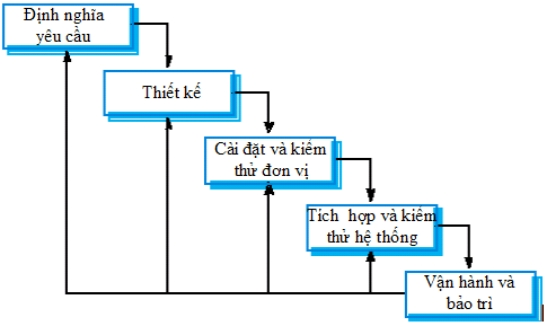 Định nghĩa
yêu cầu
Thiết kế
Cài đặt và kiểm
thử đơn vị
Tích hợp và kiểm
thử hệ thống
Vận hành và
bảo trì